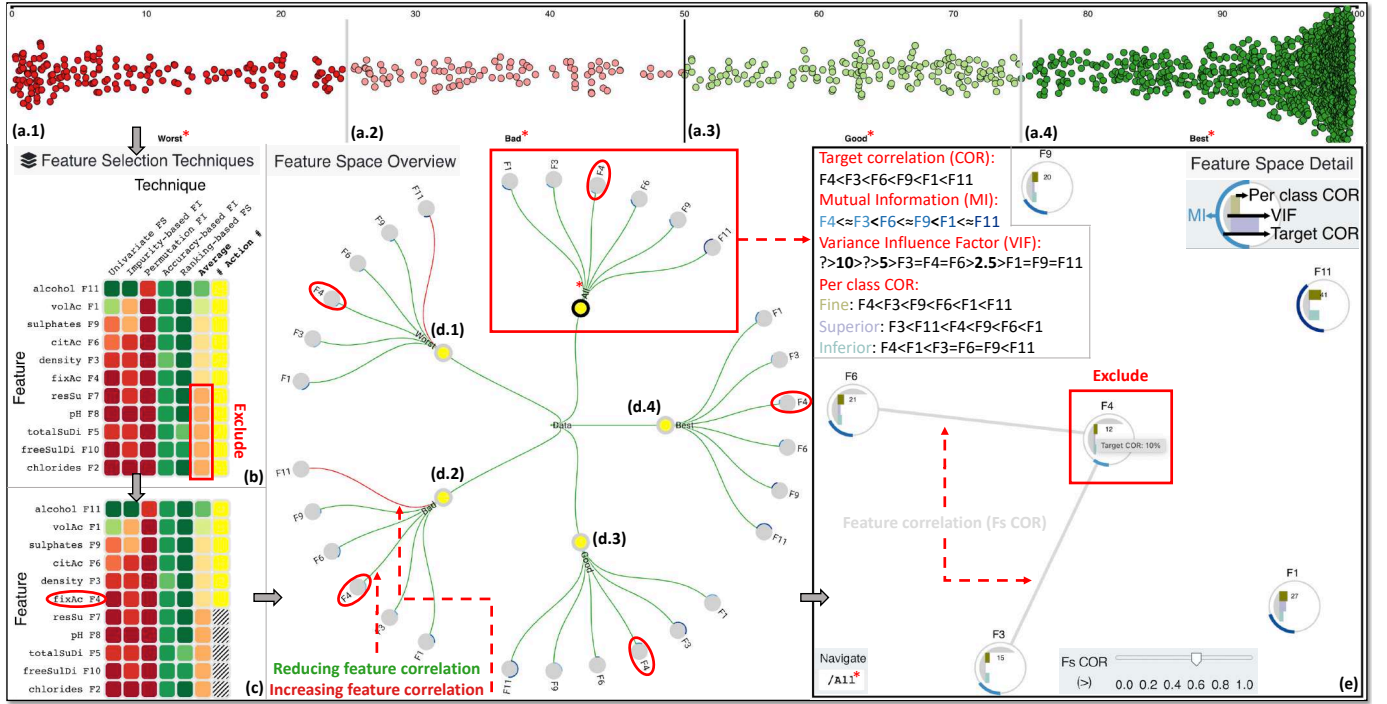 0 10 20 30 40 50 60 70 80 90 100
(a.1) Worst*
(a.2) Bad*
(a.3) Good*
(a.4) Best*
Feature Selection Techniques
Technique
Univariate FS
Impurity-based FI
Permutation FI
Accuracy-based FI
Ranking-based FS
Average
# Action #
Feature
alcohol F11
volAc F1
sulphates F9
citAc F6
density F3
fixAc F4
resSu F7
pH F8
totalSuDi F5
freeSulDi F10
chlorides F2
Exclude
(b)
Feature
alcohol F11
volAc F1
sulphates F9
citAc F6
density F3
fixAc F4
resSu F7
pH F8
totalSuDi F5
freeSulDi F10
chlorides F2
(c)
Feature Space Overview
F11
F9
F6
F4
F3
F1
Worst
(d.1)
F1
F3
F4
F6
F9
F11
*
All
F1
F3
F4
F6
F9
F11
(d.4)
Best
Data
(d.2)
Bad
F11
F9
F6
F4
F3
F1
(d.3)
Good
F11
F9
F6
F4
F1
Reducing feature correlation
Increasing feature correlation
Target correlation (COR):
F4<F3<F6<F9<F1<F11
Mutual Information (MI):
F4<≈F3<F6<≈F9<F1<≈F11
Variance Influence Factor (VIF):
?>10>?>5>F3=F4=F6>2.5>F1=F9=F11
Per class COR:
Fine: F4<F3<F9<F6<F1<F11
Superior: F3<F11<F4<F9<F6<F1
Inferior: F4<F1<F3=F6=F9<F11
F9
20
Feature Space Detail
Per class COR
MI
VIF
Target COR
F11
41
F6
21
Exclude
F4
12
Target COR: 10%
Feature correlation (Fs COR)
F1
27
F3
15
Navigate
/All*
Fs COR
(>)
0.0 0.2 0.4 0.6 0.8 1.0
(e)